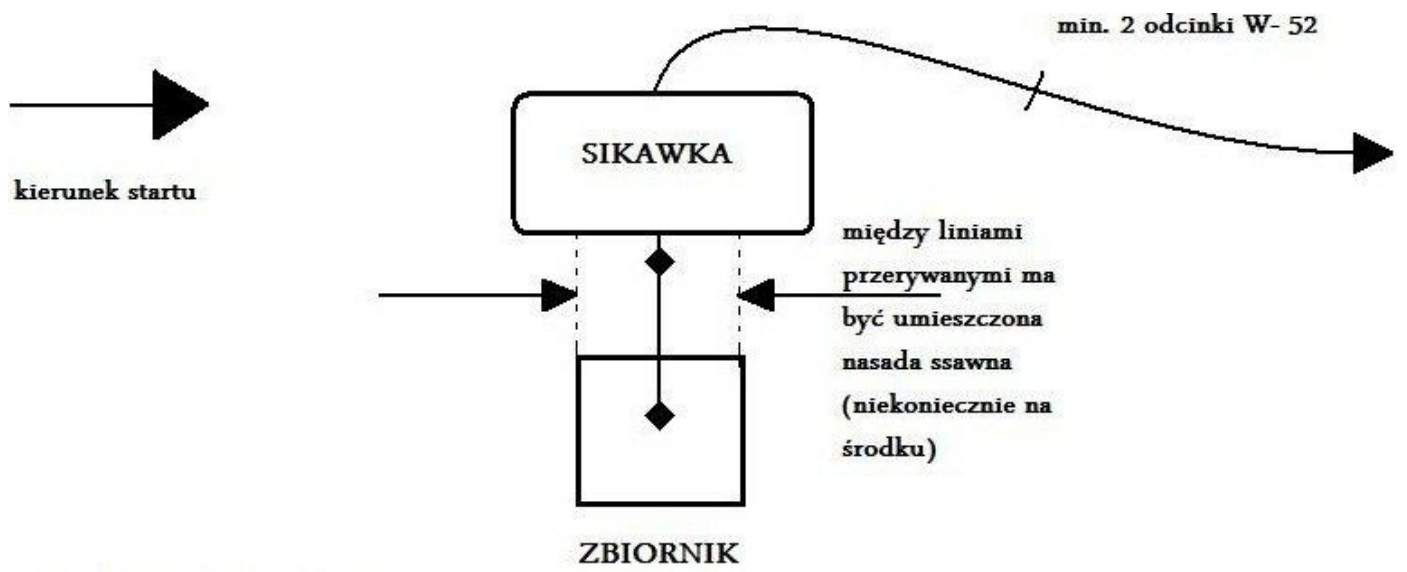 min. 2 odcinki W- 52
SIKAWKA
kierunek startu
między liniami
przerywanymi ma
być umieszczona
nasada ssawna
(niekoniecznie na
środku)
ZBIORNIK